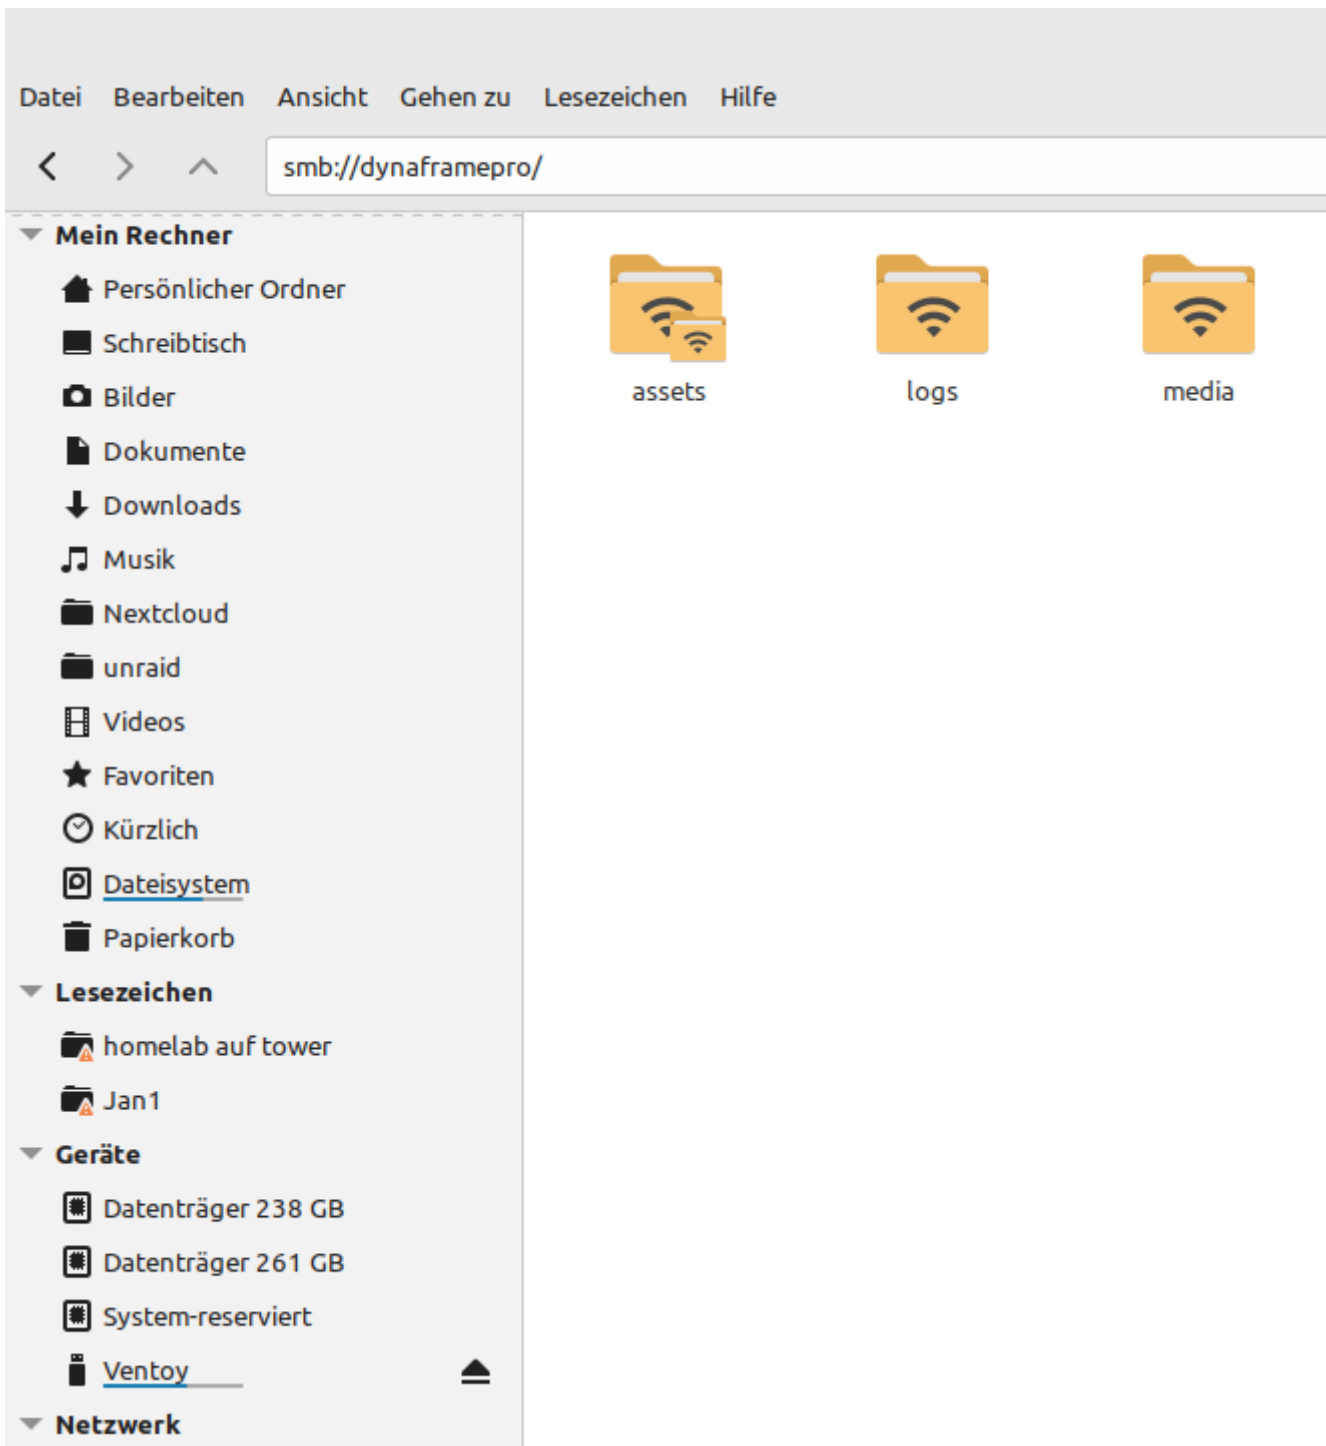 Datei Bearbeiten Ansicht Gehen zu Lesezeichen Hilfe
smb://dynaframepro/
Mein Rechner
Persönlicher Ordner
Schreibtisch
Bilder
Dokumente
Downloads
Musik
Nextcloud
unraid
Videos
Favoriten
Kürzlich
Dateisystem
Papierkorb
Lesezeichen
homelab auf tower
Jan1
Geräte
Datenträger 238 GB
Datenträger 261 GB
System-reserviert
Ventoy
Netzwerk
assets logs media